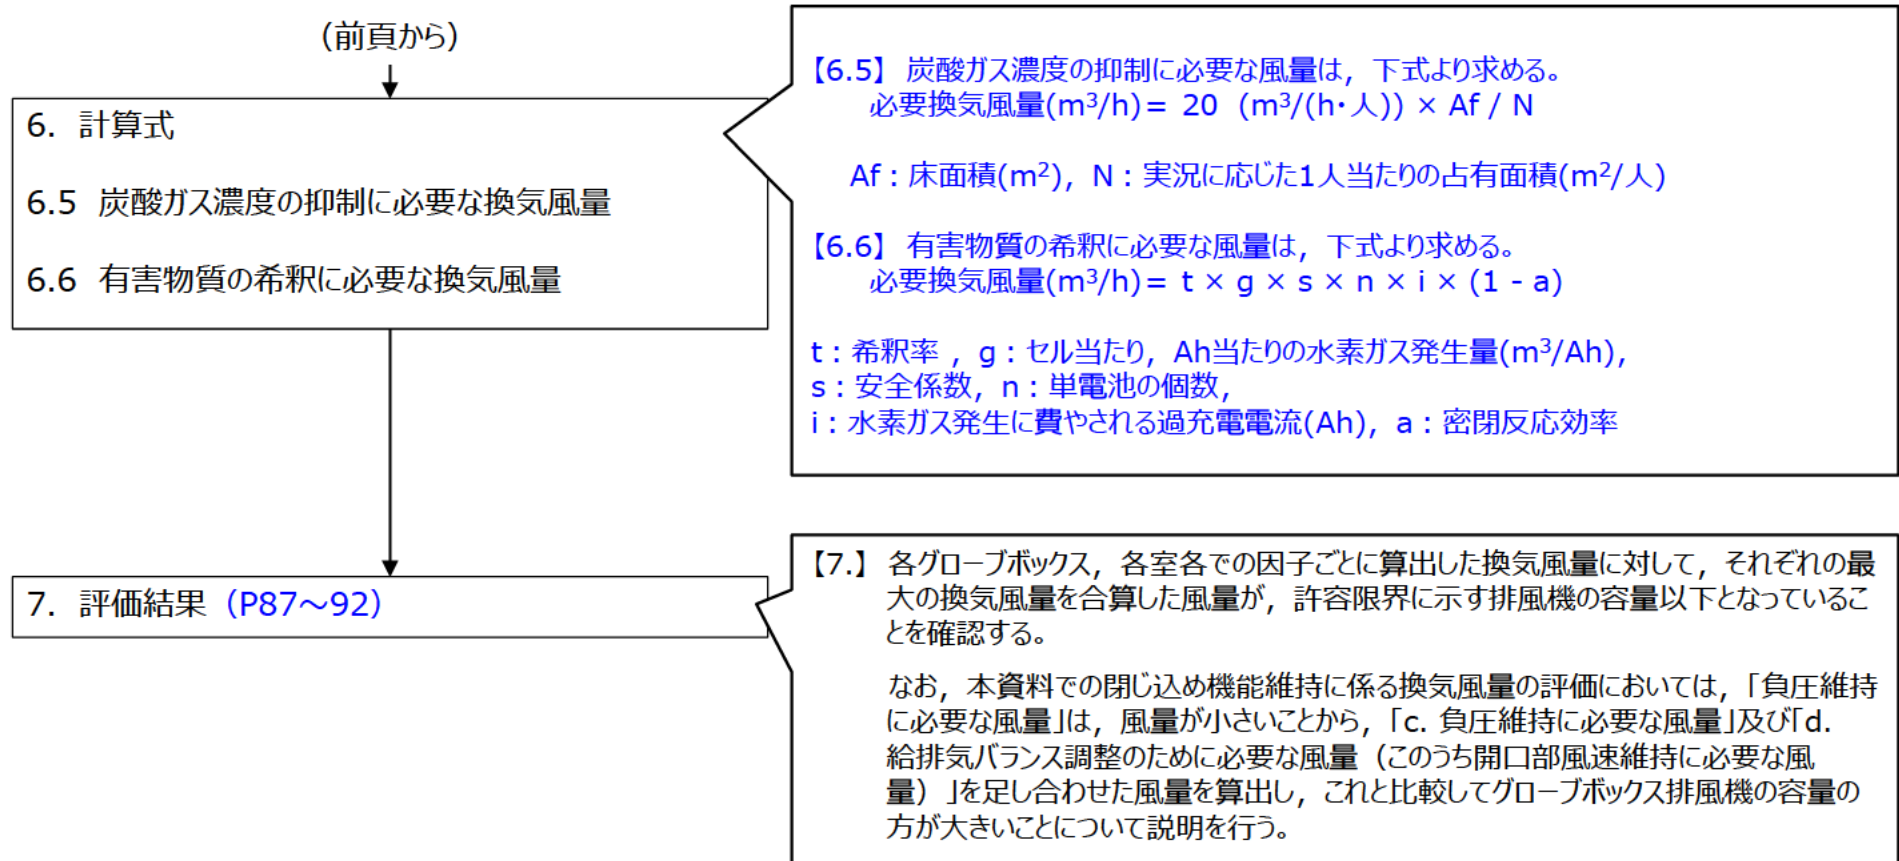 (前頁から)
6. 計算式
6.5 炭酸ガス濃度の抑制に必要な換気風量
6.6 有害物質の希釈に必要な換気風量
【6.5】 炭酸ガス濃度の抑制に必要な風量は，下式より求める。
必要換気風量(m³/h)= 20 (m³/(h・人)) × Af / N
Af：床面積(m²)，N：実況に応じた1人当たりの占有面積(m²/人)
【6.6】 有害物質の希釈に必要な風量は，下式より求める。
必要換気風量(m³/h)= t × g × s × n × i × (1 - a)
t：希釈率 ，g：セル当たり，Ah当たりの水素ガス発生量(m³/Ah)，
s：安全係数，n：単電池の個数，
i：水素ガス発生に費やされる過充電電流(Ah)，a：密閉反応効率
7. 評価結果（P87～92）
【7.】 各グローブボックス，各室各での因子ごとに算出した換気風量に対して，それぞれの最
大の換気風量を合算した風量が，許容限界に示す排風機の容量以下となっているこ
とを確認する。
なお，本資料での閉じ込め機能維持に係る換気風量の評価においては，「負圧維持
に必要な風量」は，風量が小さいことから，「c. 負圧維持に必要な風量」及び「d.
給排気バランス調整のために必要な風量（このうち開口部風速維持に必要な風
量）」を足し合わせた風量を算出し，これと比較してグローブボックス排風機の容量の
方が大きいことについて説明を行う。